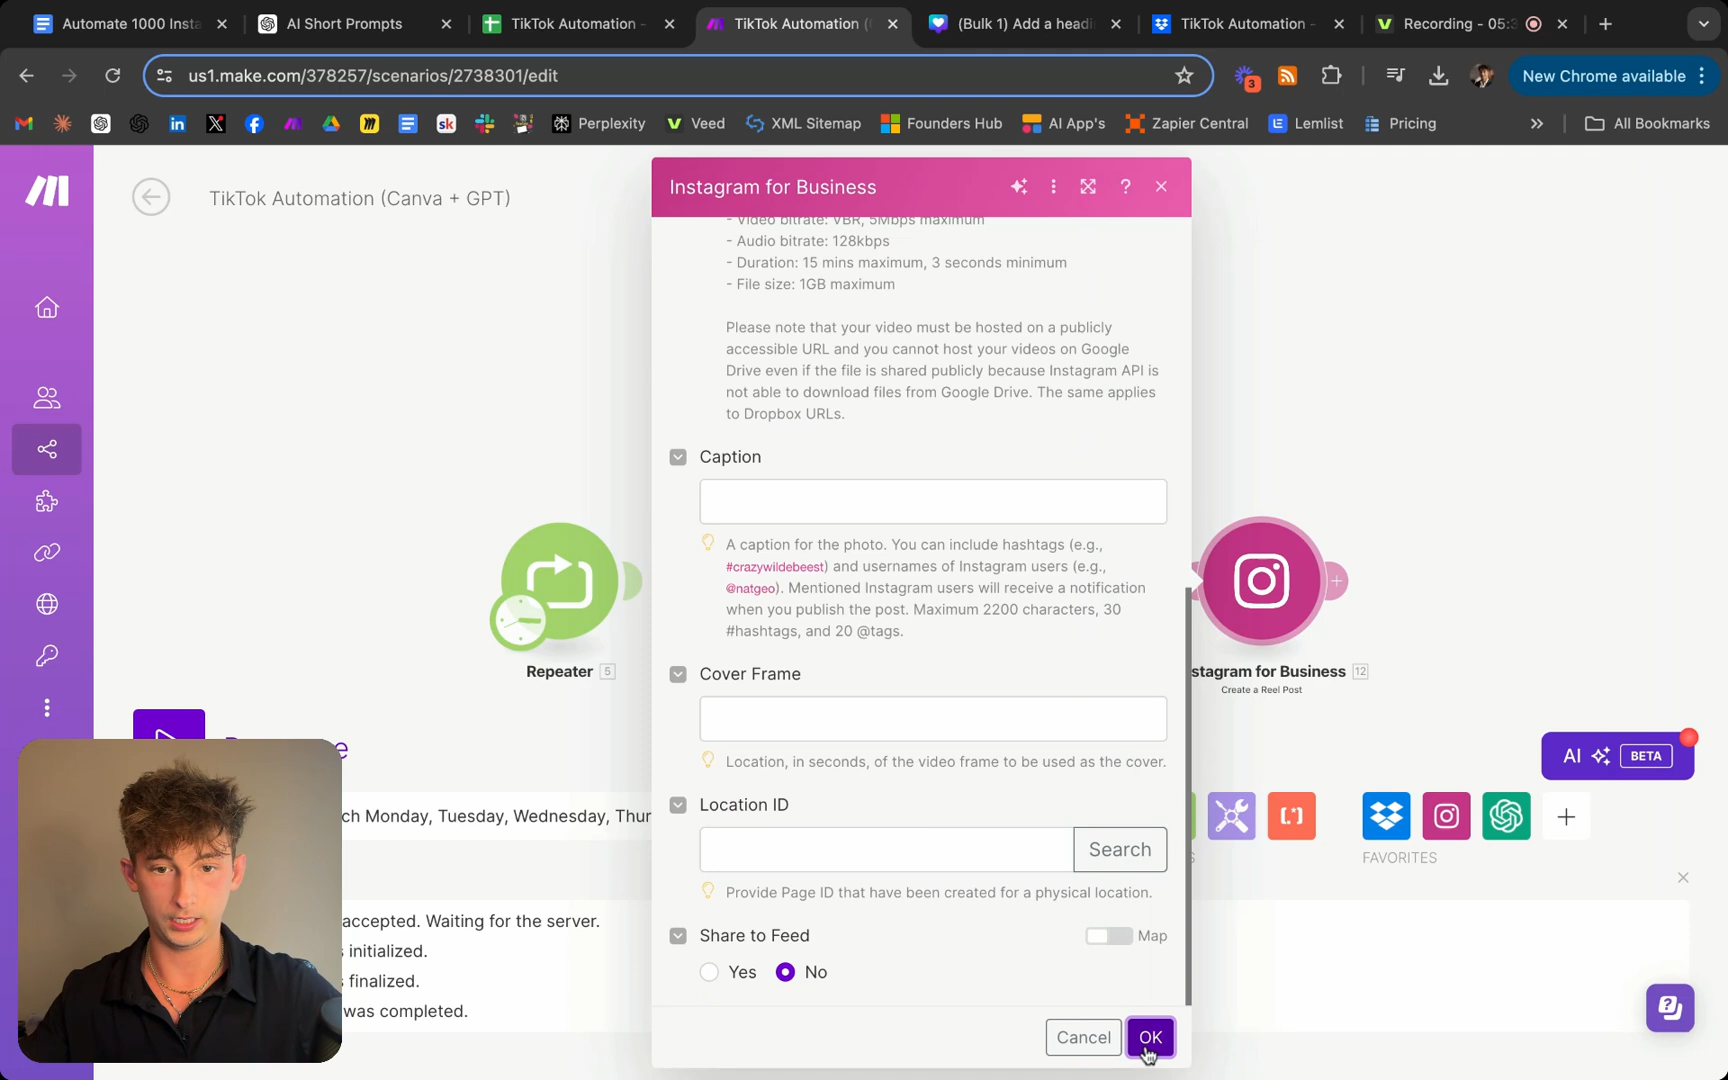 Automate 1000 Insta
AI Short Prompts
TikTok Automation -
TikTok Automation (
(Bulk 1) Add a headi
TikTok Automation -
Recording - 05:3
us1.make.com/378257/scenarios/2738301/edit
3
New Chrome available
Perplexity
Veed
XML Sitemap
Founders Hub
AI App's
Zapier Central
Lemlist
Pricing
All Bookmarks
TikTok Automation (Canva + GPT)
Instagram for Business
- Video bitrate: VBR, 5Mbps maximum
- Audio bitrate: 128kbps
- Duration: 15 mins maximum, 3 seconds minimum
- File size: 1GB maximum
Please note that your video must be hosted on a publicly
accessible URL and you cannot host your videos on Google
Drive even if the file is shared publicly because Instagram API is
not able to download files from Google Drive. The same applies
to Dropbox URLs.
Caption
A caption for the photo. You can include hashtags (e.g.,
#crazywildebeest) and usernames of Instagram users (e.g.,
@natgeo). Mentioned Instagram users will receive a notification
when you publish the post. Maximum 2200 characters, 30
#hashtags, and 20 @tags.
Cover Frame
Location, in seconds, of the video frame to be used as the cover.
Location ID
Search
Provide Page ID that have been created for a physical location.
Share to Feed
Map
Yes
No
Cancel
OK
Repeater 5
stagram for Business 12
Create a Reel Post
ch Monday, Tuesday, Wednesday, Thur
accepted. Waiting for the server.
initialized.
finalized.
was completed.
AI
BETA
FAVORITES